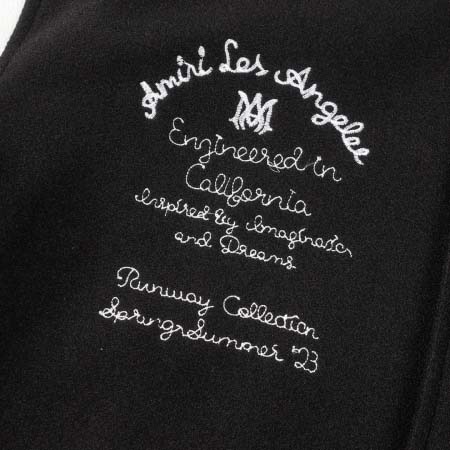 Amiri Los Angeles
MA
Engineered in
California
Inspired by Imagination
and Dreams
Runway Collection
Spring-Summer '23